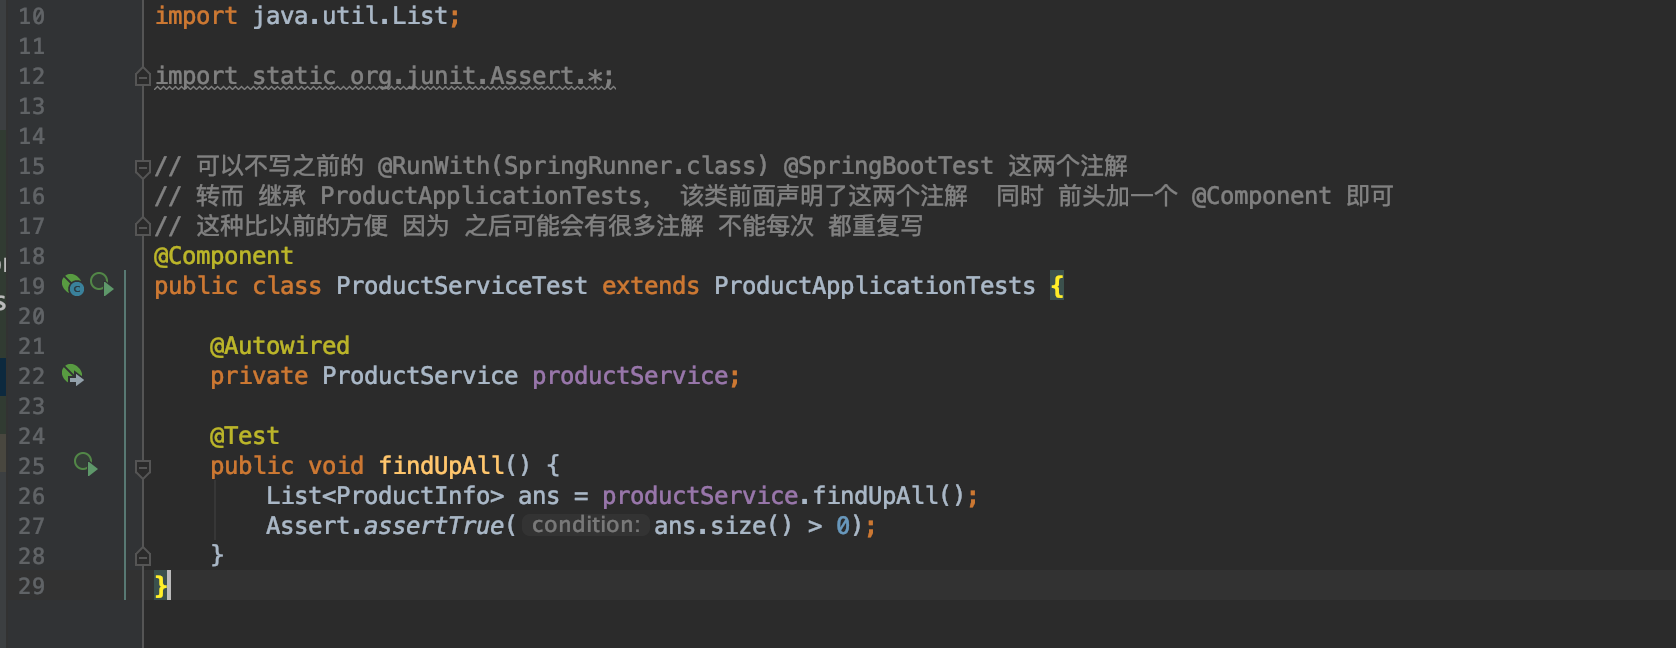 10 import java.util.List;
11
12 import static org.junit.Assert.*;
13
14
15 // 可以不写之前的 @RunWith(SpringRunner.class) @SpringBootTest 这两个注解
16 // 转而 继承 ProductApplicationTests， 该类前面声明了这两个注解 同时 前头加一个 @Component 即可
17 // 这种比以前的方便 因为 之后可能会有很多注解 不能每次 都重复写
18 @Component
19 public class ProductServiceTest extends ProductApplicationTests {
20
21 @Autowired
22 private ProductService productService;
23
24 @Test
25 public void findUpAll() {
26 List<ProductInfo> ans = productService.findUpAll();
27 Assert.assertTrue( condition: ans.size() > 0);
28 }
29 }